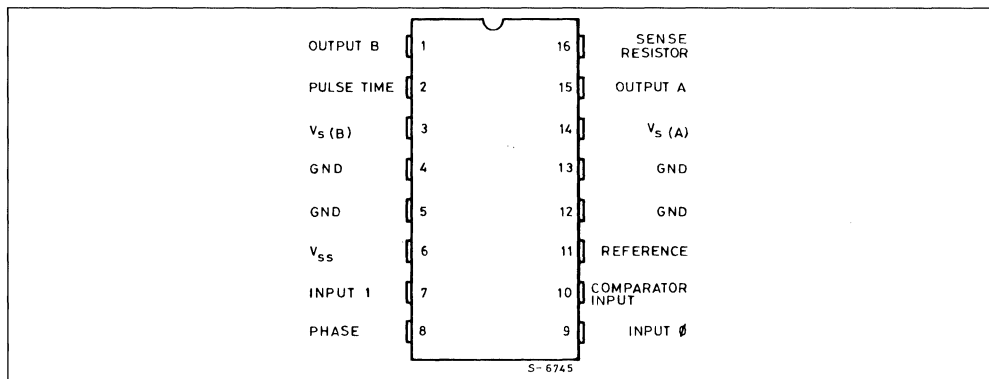 OUTPUT B 1 16 SENSE RESISTOR
PULSE TIME 2 15 OUTPUT A
Vs (B) 3 14 Vs (A)
GND 4 13 GND
GND 5 12 GND
Vss 6 11 REFERENCE
INPUT 1 7 10 COMPARATOR INPUT
PHASE 8 9 INPUT Ø
S-6745